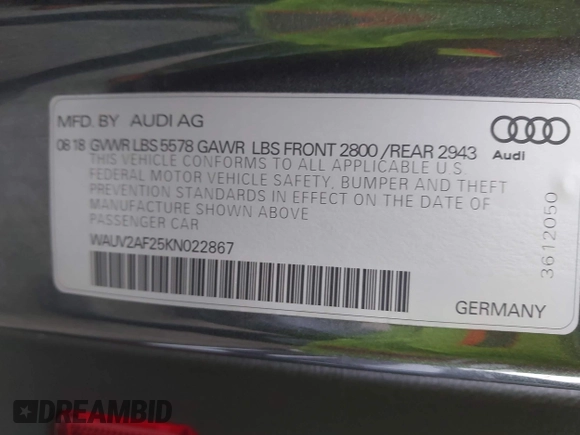 MFD. BY AUDI AG
0818 GVWR LBS 5578 GAWR LBS FRONT 2800 / REAR 2943
THIS VEHICLE CONFORMS TO ALL APPLICABLE U.S.
FEDERAL MOTOR VEHICLE SAFETY, BUMPER AND THEFT
PREVENTION STANDARDS IN EFFECT ON THE DATE OF
MANUFACTURE SHOWN ABOVE
PASSENGER CAR
WAUV2AF25KN022867
Audi
3612050
GERMANY
DREAMBID